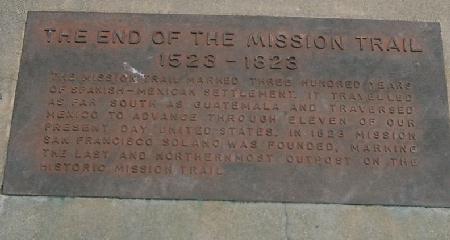 THE END OF THE MISSION TRAIL
1523-1823
THE MISSION TRAIL MARKED THREE HUNDRED YEARS
OF SPANISH-MEXICAN SETTLEMENT. IT TRAVELLED
AS FAR SOUTH AS GUATEMALA AND TRAVERSED
MEXICO TO ADVANCE THROUGH ELEVEN OF OUR
PRESENT DAY UNITED STATES. IN 1823 MISSION
SAN FRANCISCO SOLANO WAS FOUNDED, MARKING
THE LAST AND NORTHERNMOST OUTPOST ON THE
HISTORIC MISSION TRAIL